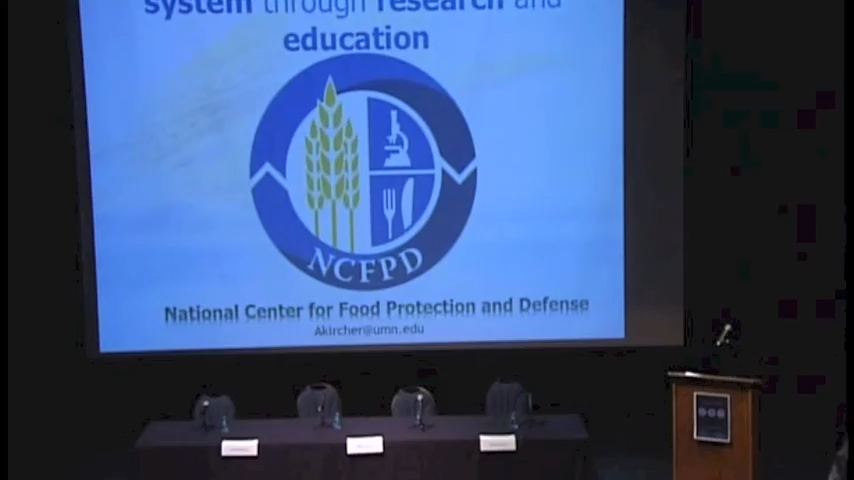 system through research and
education
NCFPD
National Center for Food Protection and Defense
Akircher@umn.edu